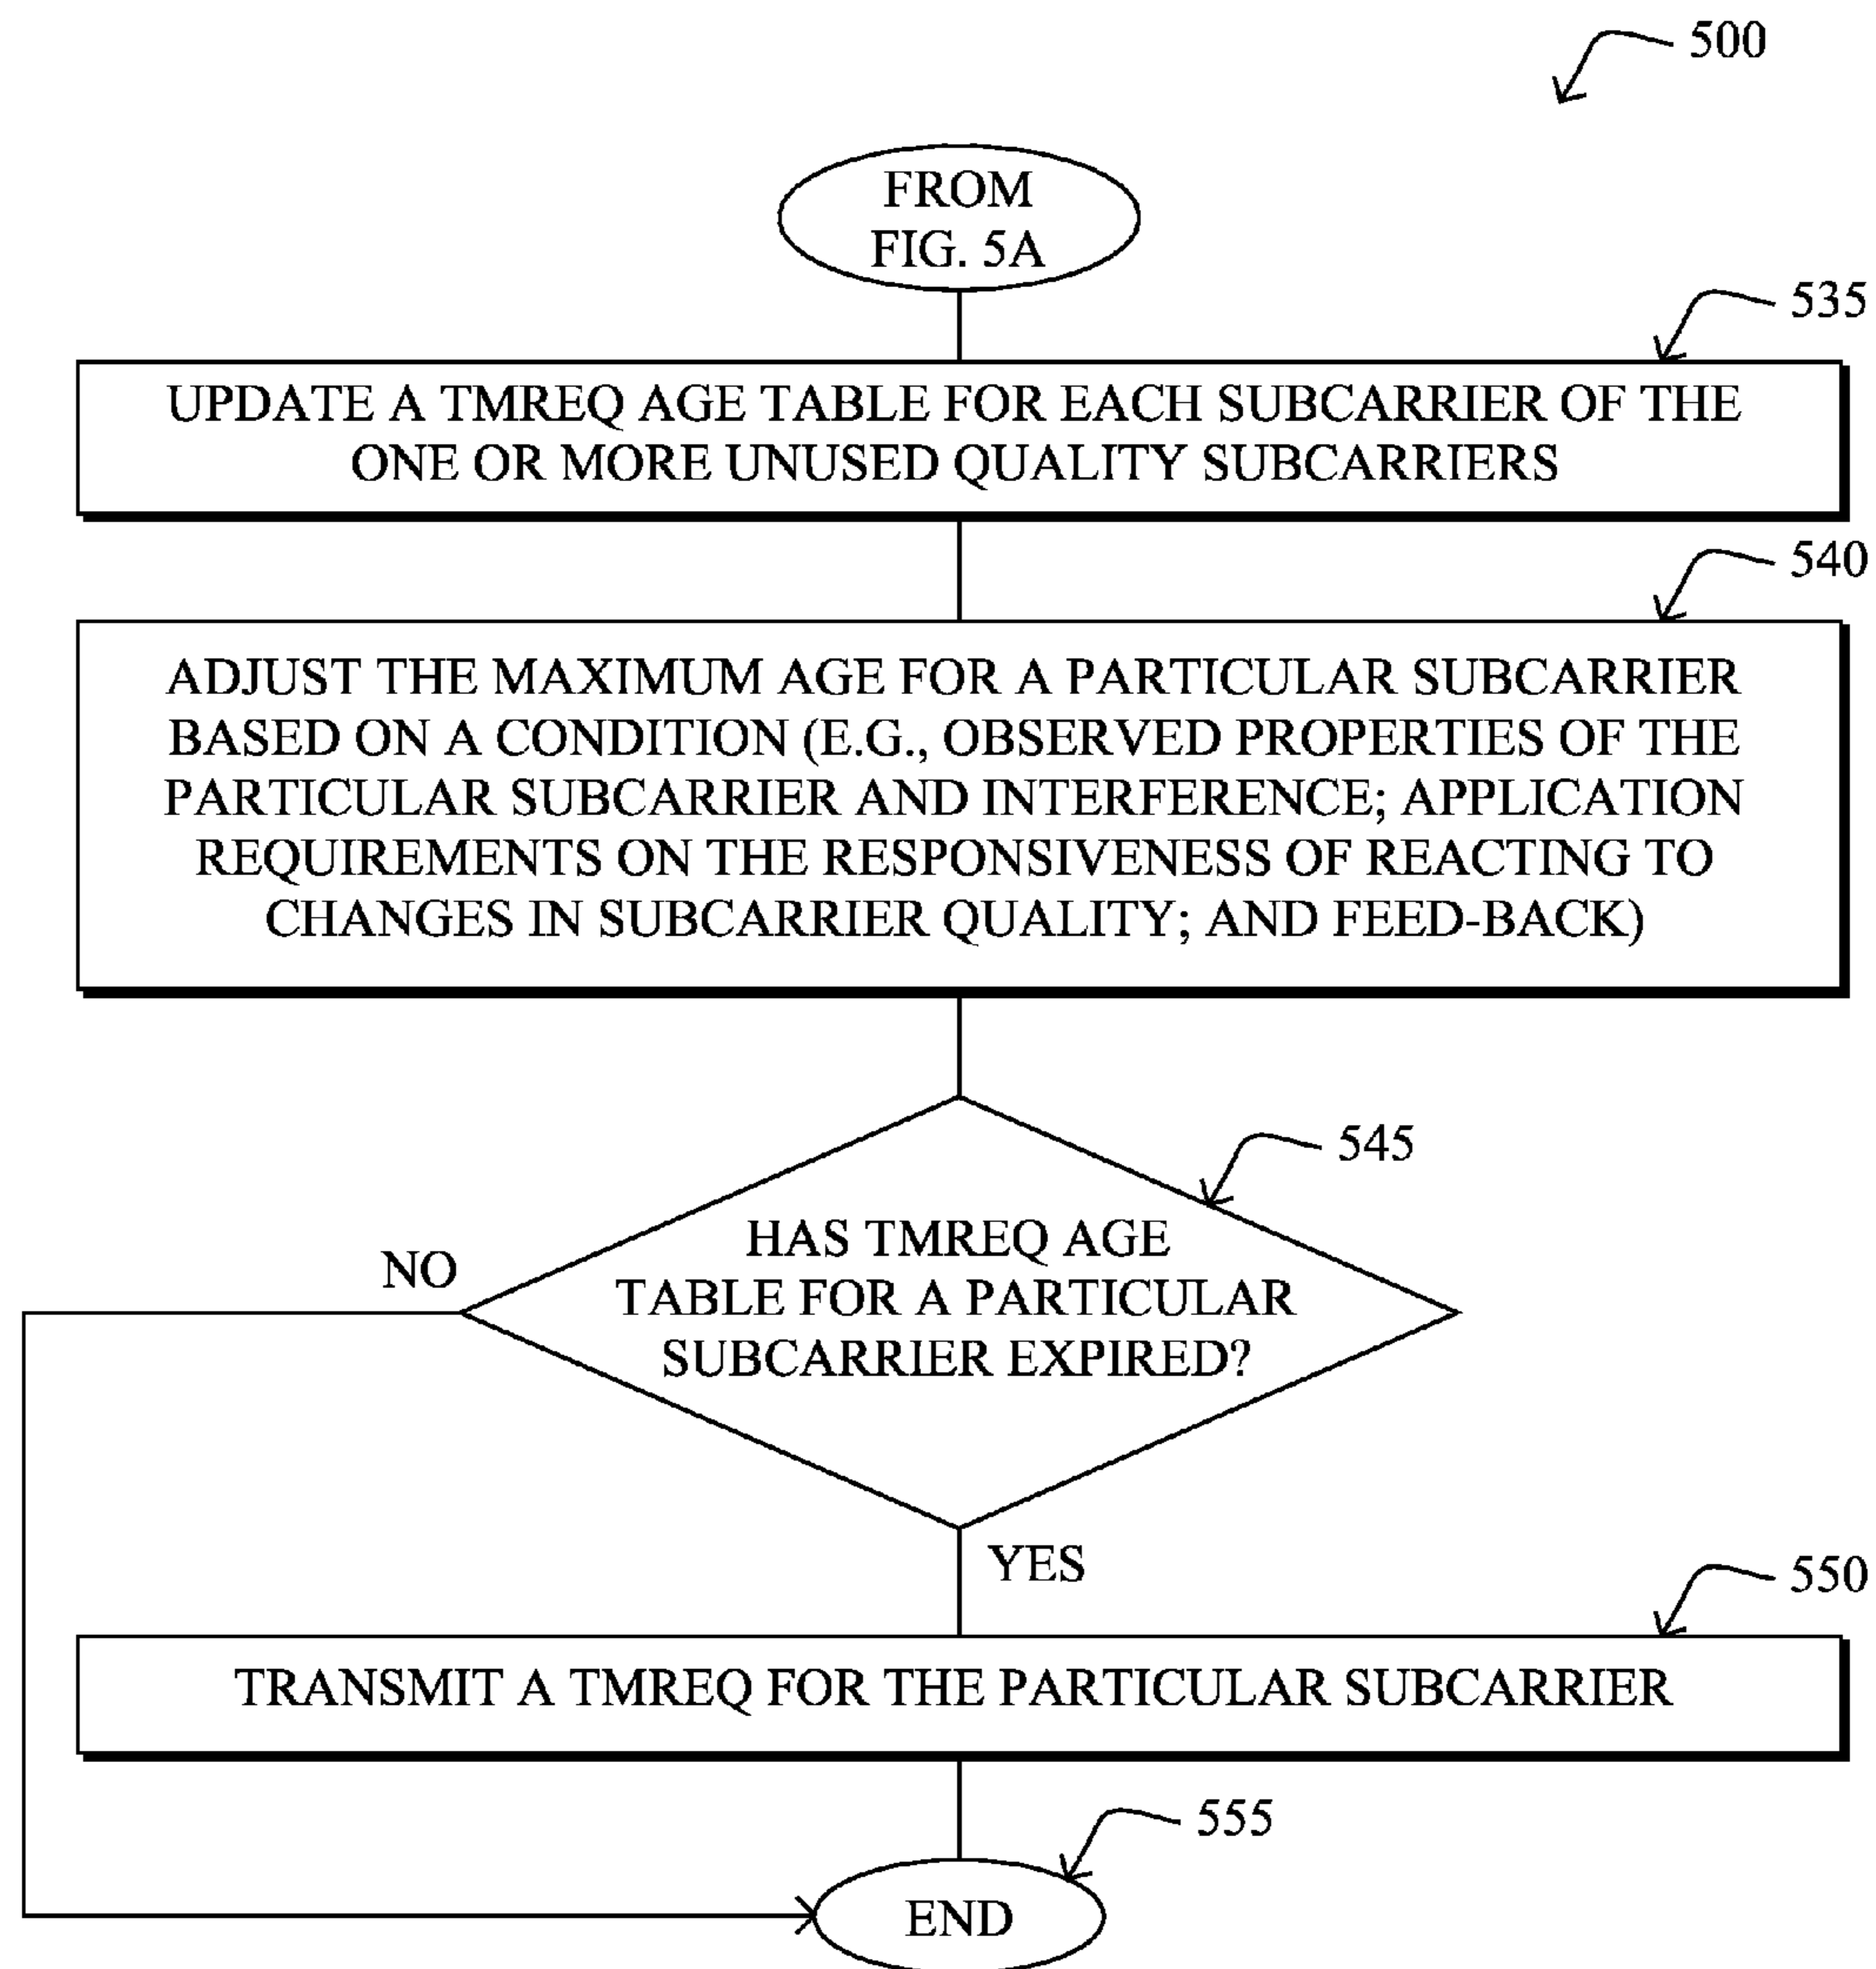 500
FROM
FIG. 5A
535
UPDATE A TMREQ AGE TABLE FOR EACH SUBCARRIER OF THE
ONE OR MORE UNUSED QUALITY SUBCARRIERS
540
ADJUST THE MAXIMUM AGE FOR A PARTICULAR SUBCARRIER
BASED ON A CONDITION (E.G., OBSERVED PROPERTIES OF THE
PARTICULAR SUBCARRIER AND INTERFERENCE; APPLICATION
REQUIREMENTS ON THE RESPONSIVENESS OF REACTING TO
CHANGES IN SUBCARRIER QUALITY; AND FEED-BACK)
545
HAS TMREQ AGE
TABLE FOR A PARTICULAR
SUBCARRIER EXPIRED?
NO
YES
550
TRANSMIT A TMREQ FOR THE PARTICULAR SUBCARRIER
555
END